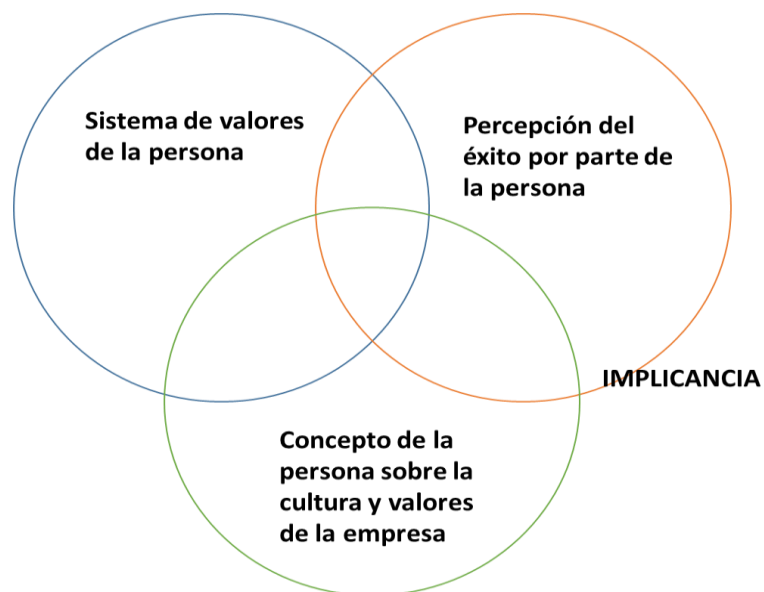 Sistema de valores
de la persona
Percepción del
éxito por parte de
la persona
IMPLICANCIA
Concepto de la
persona sobre la
cultura y valores
de la empresa